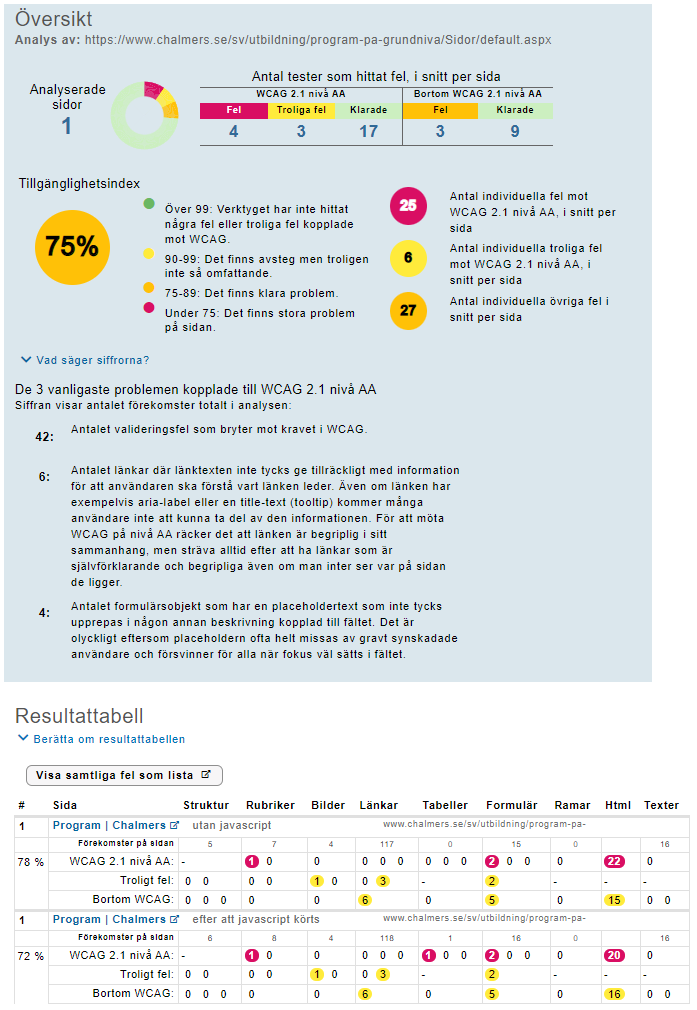 Översikt
Analys av: https://www.chalmers.se/sv/utbildning/program-pa-grundniva/Sidor/default.aspx
Analyserade
sidor
1
Antal tester som hittat fel, i snitt per sida
WCAG 2.1 nivå AA Bortom WCAG 2.1 nivå AA
Fel Troliga fel Klarade Fel Klarade
4 3 17 3 9
Tillgänglighetsindex
75%
Över 99: Verktyget har inte hittat
några fel eller troliga fel kopplade
mot WCAG.
90-99: Det finns avsteg men troligen
inte så omfattande.
75-89: Det finns klara problem.
Under 75: Det finns stora problem
på sidan.
25
Antal individuella fel mot
WCAG 2.1 nivå AA, i snitt per
sida
6
Antal individuella troliga fel
mot WCAG 2.1 nivå AA, i
snitt per sida
27
Antal individuella övriga fel i
snitt per sida
Vad säger siffrorna?
De 3 vanligaste problemen kopplade till WCAG 2.1 nivå AA
Siffran visar antalet förekomster totalt i analysen:
42: Antalet valideringsfel som bryter mot kravet i WCAG.
6: Antalet länkar där länktexten inte tycks ge tillräckligt med information
för att användaren ska förstå vart länken leder. Även om länken har
exempelvis aria-label eller en title-text (tooltip) kommer många
användare inte att kunna ta del av den informationen. För att möta
WCAG på nivå AA räcker det att länken är begriplig i sitt
sammanhang, men sträva alltid efter att ha länkar som är
självförklarande och begripliga även om man inter ser var på sidan
de ligger.
4: Antalet formulärsobjekt som har en placeholdertext som inte tycks
upprepas i någon annan beskrivning kopplad till fältet. Det är
olyckligt eftersom placeholdern ofta helt missas av gravt synskadade
användare och försvinner för alla när fokus väl sätts i fältet.
Resultattabell
Berätta om resultattabellen
Visa samtliga fel som lista
# Sida Struktur Rubriker Bilder Länkar Tabeller Formulär Ramar Html Texter
1 Program | Chalmers utan javascript www.chalmers.se/sv/utbildning/program-pa-
Förekomster på sidan 5 7 4 117 0 15 0 16
78 % WCAG 2.1 nivå AA: - 1 0 0 0 0 0 0 0 0 2 0 0 0 22 0
Troligt fel: 0 0 0 1 0 0 3 - 2 - - -
Bortom WCAG: 0 0 0 0 0 6 0 5 0 15 0 0
1 Program | Chalmers efter att javascript körts www.chalmers.se/sv/utbildning/program-pa-
Förekomster på sidan 6 8 4 118 1 16 0 16
72 % WCAG 2.1 nivå AA: - 1 0 0 0 0 0 1 0 0 2 0 0 0 20 0
Troligt fel: 0 0 0 1 0 0 3 - 2 - - -
Bortom WCAG: 0 0 0 0 0 6 0 5 0 16 0 0